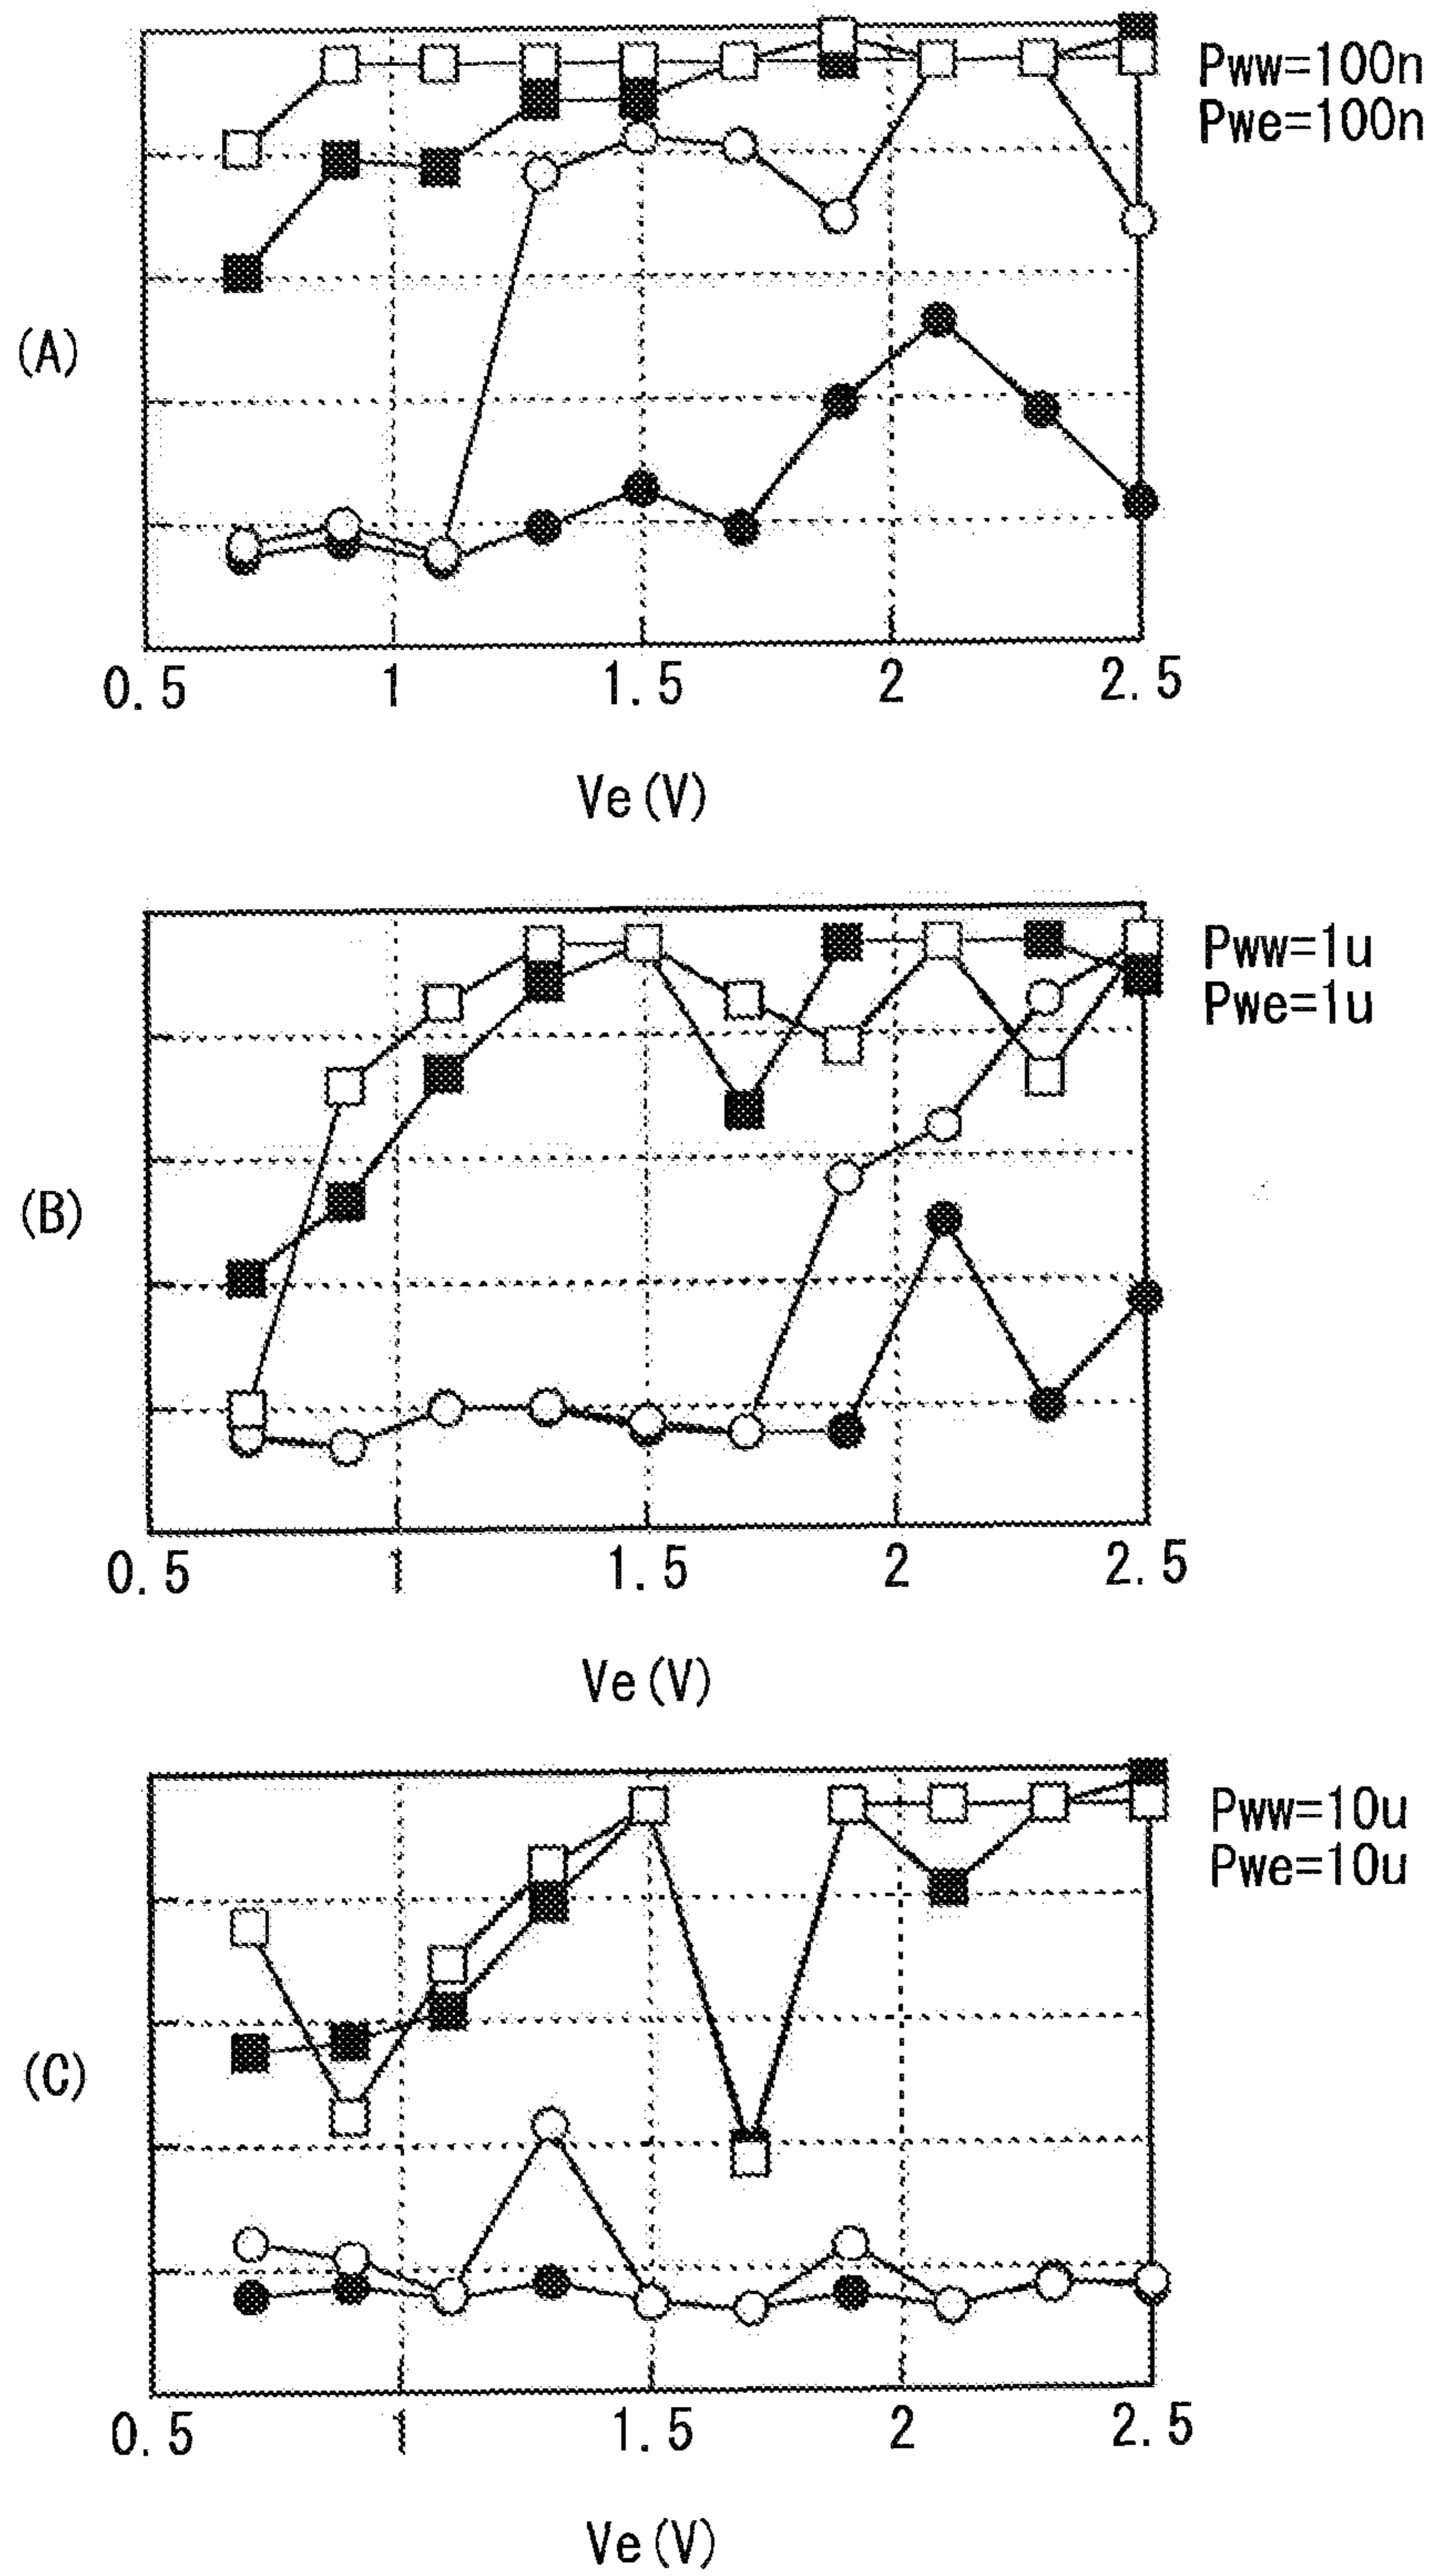 Pww=100n
Pwe=100n
(A)
0.5 1 1.5 2 2.5
Ve(V)
Pww=1u
Pwe=1u
(B)
0.5 1 1.5 2 2.5
Ve(V)
Pww=10u
Pwe=10u
(C)
0.5 1 1.5 2 2.5
Ve(V)